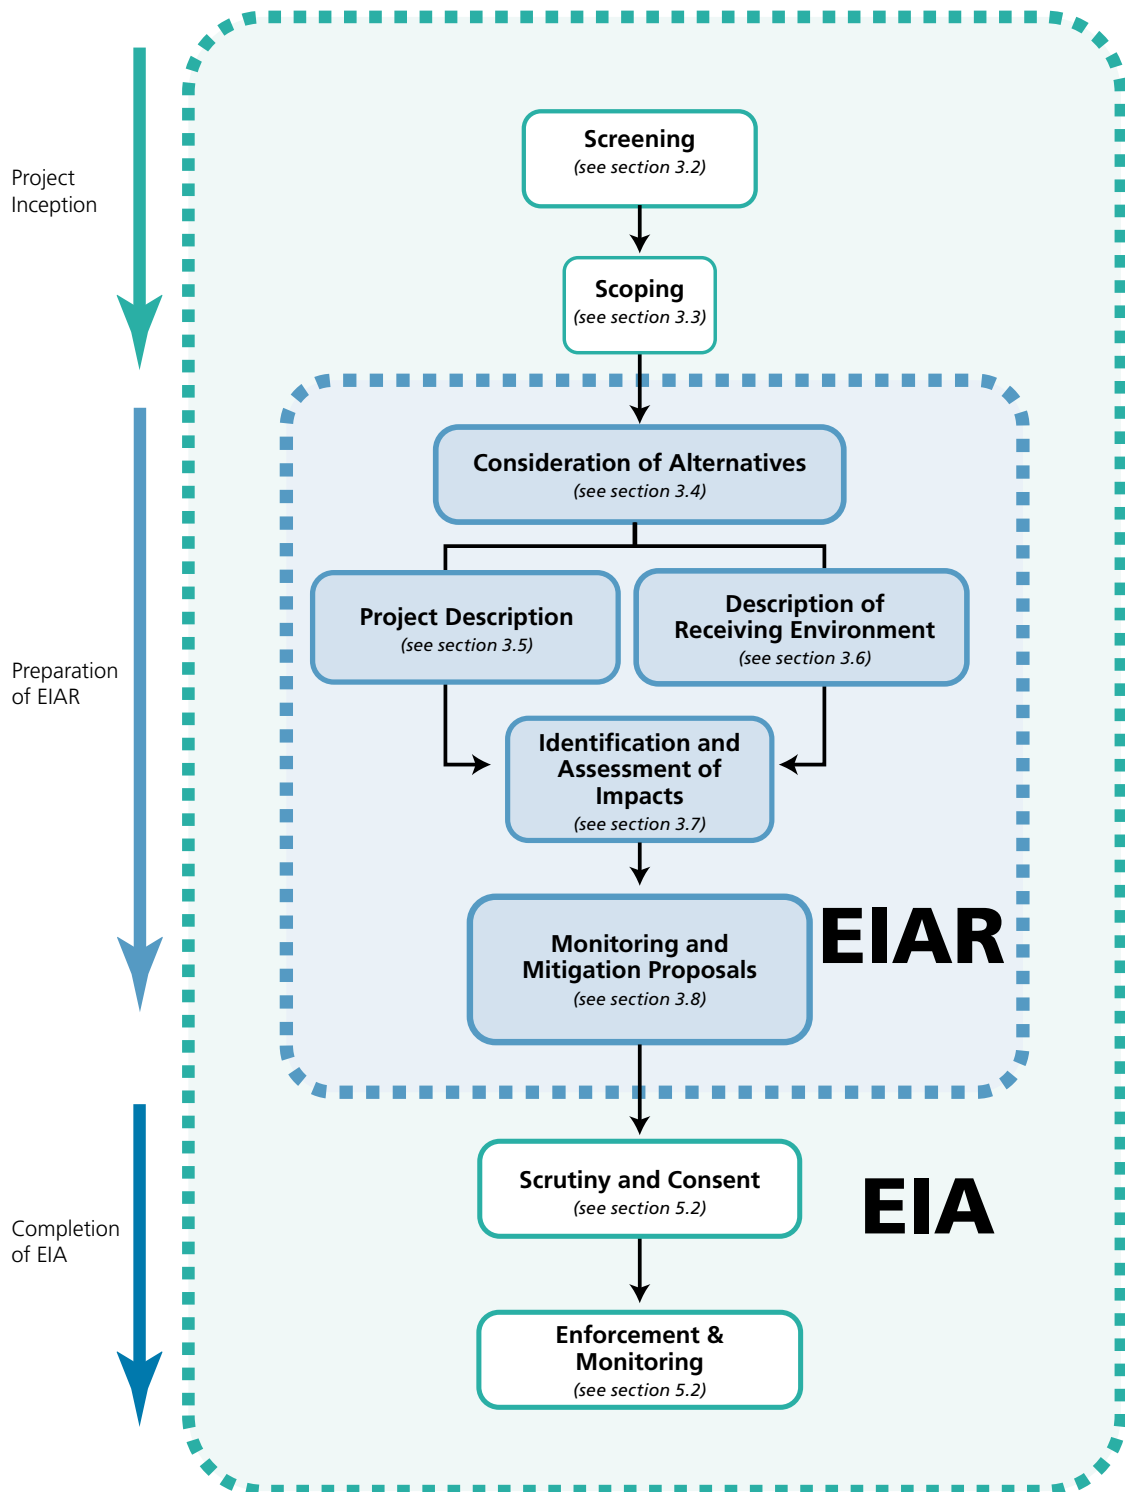 Project
Inception
Screening
(see section 3.2)
Scoping
(see section 3.3)
Consideration of Alternatives
(see section 3.4)
Project Description
(see section 3.5)
Description of
Receiving Environment
(see section 3.6)
Preparation
of EIAR
Identification and
Assessment of
Impacts
(see section 3.7)
Monitoring and
Mitigation Proposals
(see section 3.8)
EIAR
Scrutiny and Consent
(see section 5.2)
EIA
Completion
of EIA
Enforcement &
Monitoring
(see section 5.2)